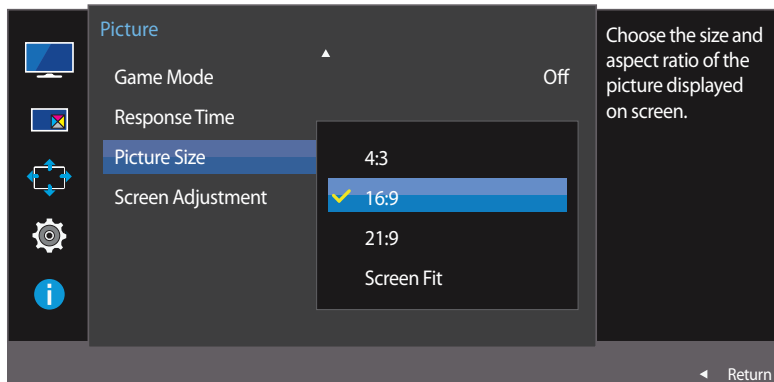 Picture
Game Mode Off
Response Time
Picture Size
Screen Adjustment
4:3
16:9
21:9
Screen Fit
Choose the size and
aspect ratio of the
picture displayed
on screen.
i
Return